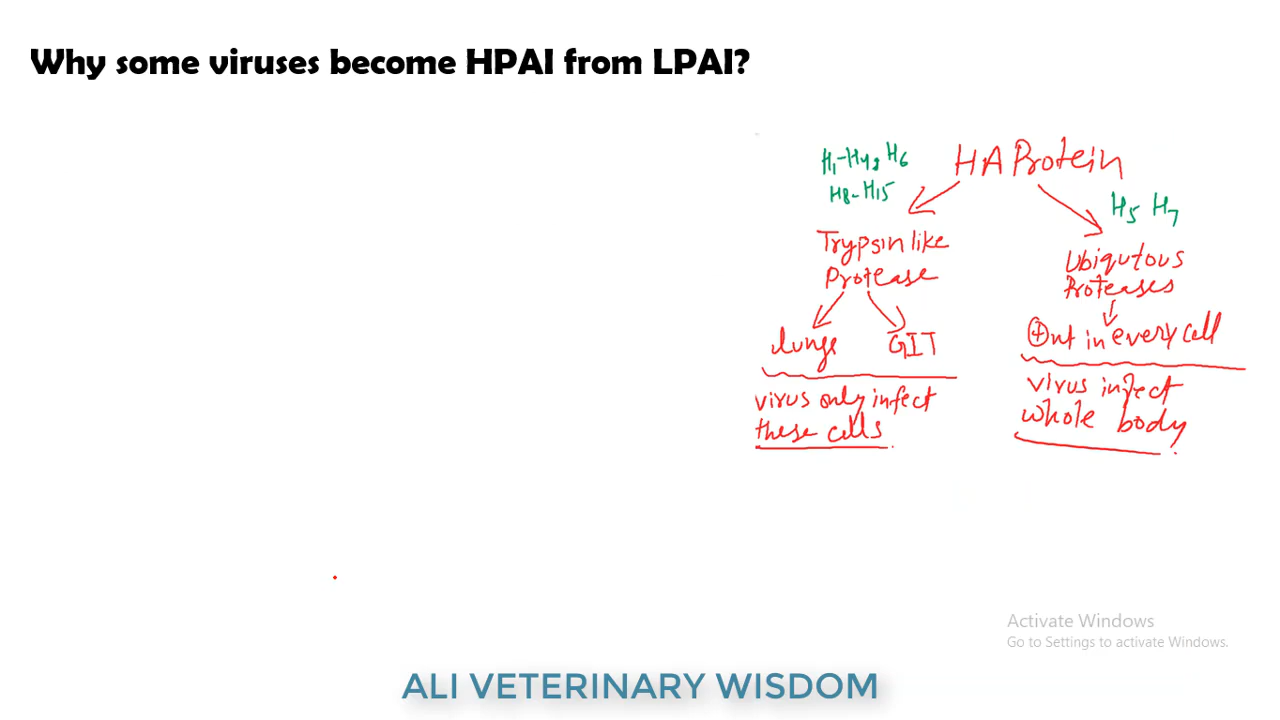 Why some viruses become HPAI from LPAI?
HA Protein
H1-H4, H6
H8-H15
H5 H7
Trypsin like
Protease
lungs GIT
virus only infect
these cells
Ubiqutous
Proteases
⊕nt in every cell
virus infect
whole body
Activate Windows
Go to Settings to activate Windows.
ALI VETERINARY WISDOM